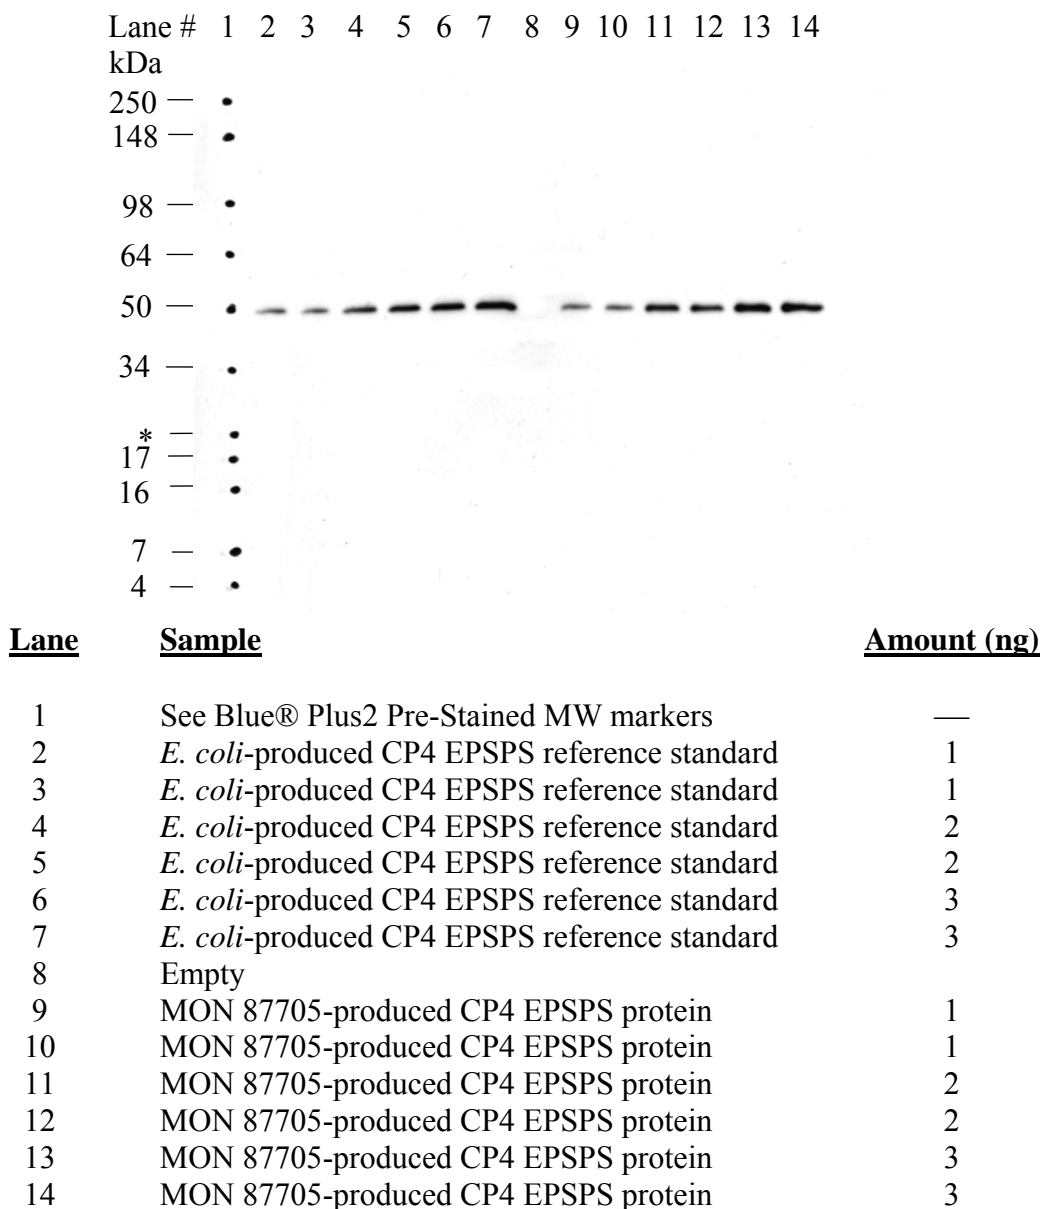 Lane # 1 2 3 4 5 6 7 8 9 10 11 12 13 14
kDa
250 —
148 —
98 —
64 —
50 —
34 —
* —
17 —
16 —
7 —
4 —
Lane Sample Amount (ng)
1 See Blue® Plus2 Pre-Stained MW markers —
2 E. coli-produced CP4 EPSPS reference standard 1
3 E. coli-produced CP4 EPSPS reference standard 1
4 E. coli-produced CP4 EPSPS reference standard 2
5 E. coli-produced CP4 EPSPS reference standard 2
6 E. coli-produced CP4 EPSPS reference standard 3
7 E. coli-produced CP4 EPSPS reference standard 3
8 Empty
9 MON 87705-produced CP4 EPSPS protein 1
10 MON 87705-produced CP4 EPSPS protein 1
11 MON 87705-produced CP4 EPSPS protein 2
12 MON 87705-produced CP4 EPSPS protein 2
13 MON 87705-produced CP4 EPSPS protein 3
14 MON 87705-produced CP4 EPSPS protein 3